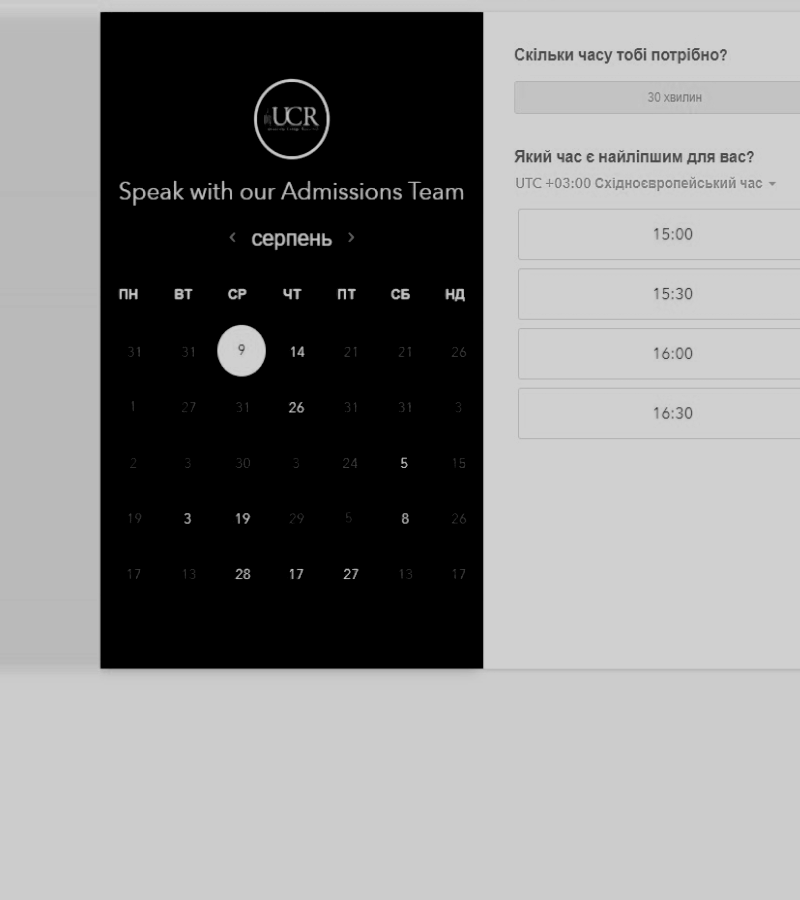 UCR
Speak with our Admissions Team
серпень
ПН ВТ СР ЧТ ПТ СБ НД
31 31 9 14 21 21 26
1 27 31 26 31 31 3
2 3 30 3 24 5 15
19 3 19 29 5 8 26
17 13 28 17 27 13 17
Скільки часу тобі потрібно?
30 хвилин
Який час є найліпшим для вас?
UTC +03:00 Східноєвропейський час
15:00
15:30
16:00
16:30